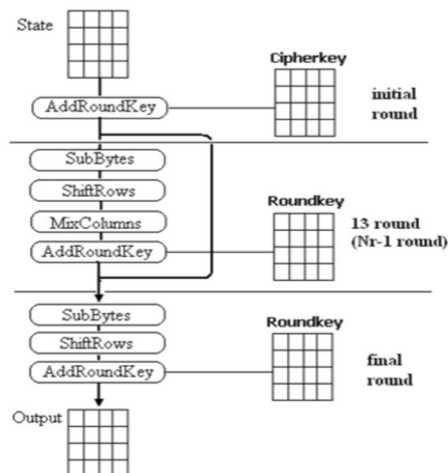 State
Cipherkey
AddRoundKey
initial
round
SubBytes
ShiftRows
MixColumns
AddRoundKey
Roundkey
13 round
(Nr-1 round)
SubBytes
ShiftRows
AddRoundKey
Roundkey
final
round
Output